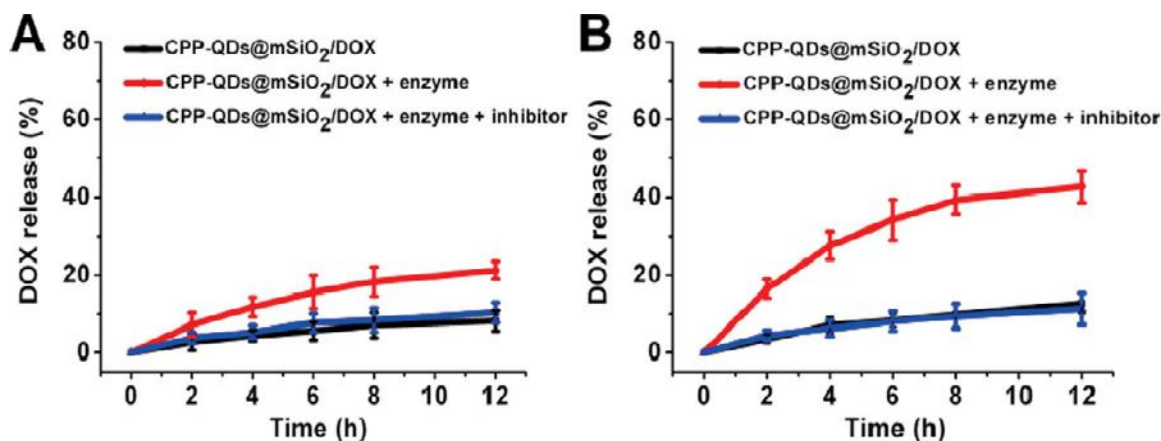 A
80
60
40
20
0
DOX release (%)
CPP-QDs@mSiO₂/DOX
CPP-QDs@mSiO₂/DOX + enzyme
CPP-QDs@mSiO₂/DOX + enzyme + inhibitor
0 2 4 6 8 10 12
Time (h)
B
80
60
40
20
0
DOX release (%)
CPP-QDs@mSiO₂/DOX
CPP-QDs@mSiO₂/DOX + enzyme
CPP-QDs@mSiO₂/DOX + enzyme + inhibitor
0 2 4 6 8 10 12
Time (h)